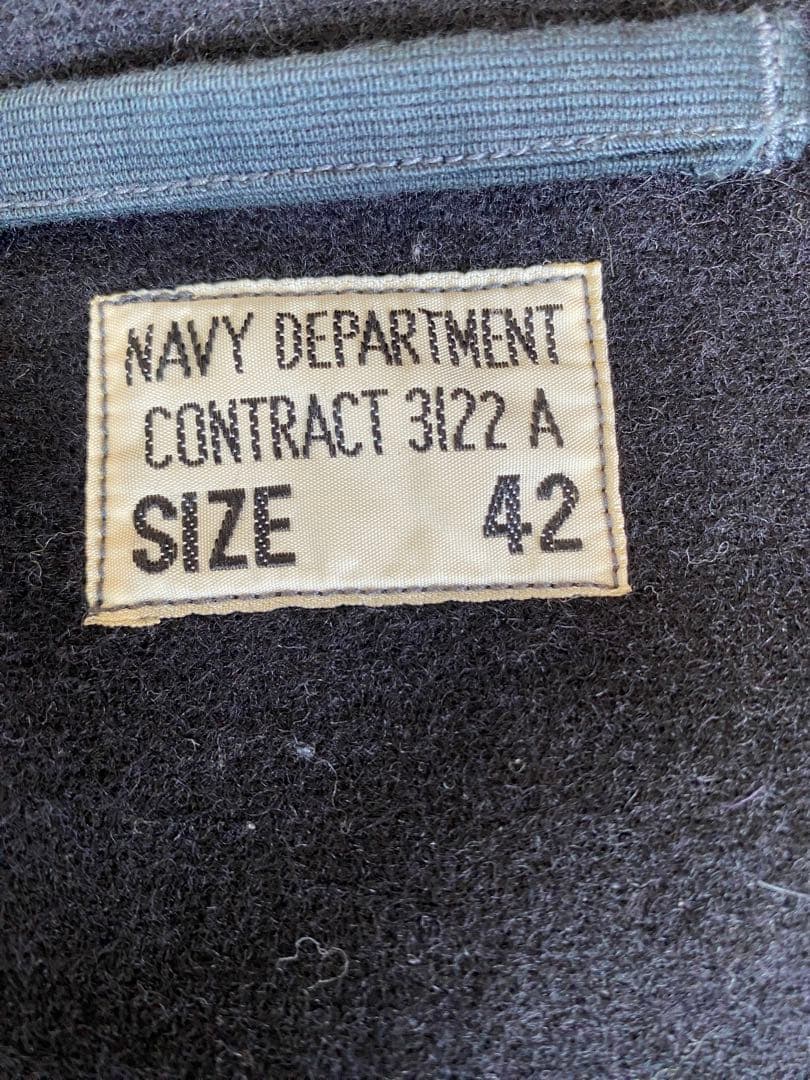 NAVY DEPARTMENT
CONTRACT 3122 A
SIZE 42